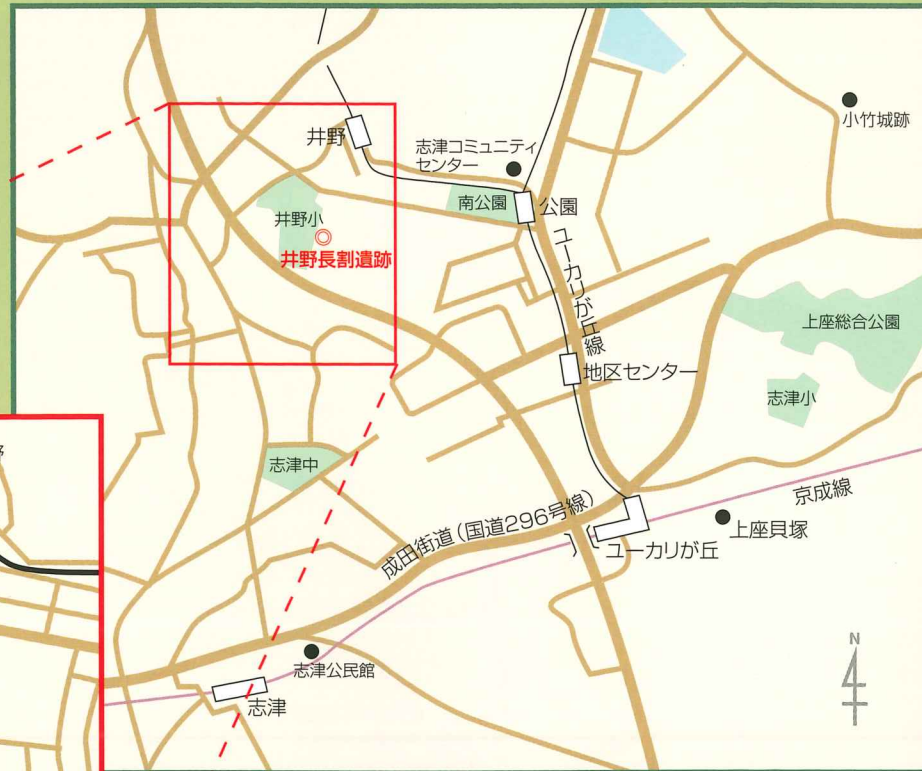 小竹城跡
井野
志津コミュニティ
センター
南公園
公園
井野小
井野長割遺跡
ユーカリが丘線
上座総合公園
地区センター
志津小
志津中
京成線
成田街道(国道296号線)
上座貝塚
ユーカリが丘
志津公民館
志津
N